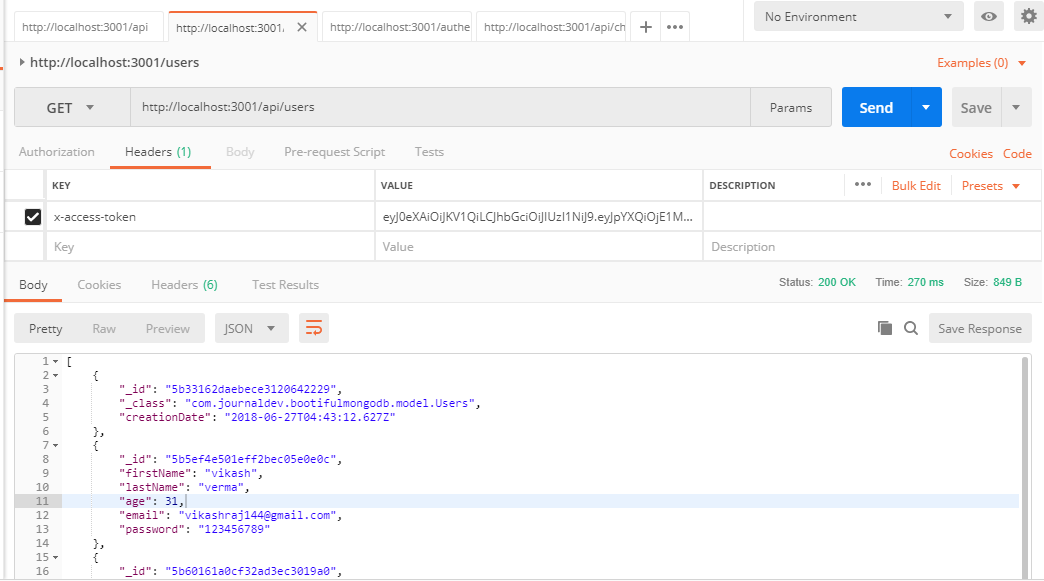 http://localhost:3001/api
http://localhost:3001/
http://localhost:3001/authe
http://localhost:3001/api/ch
No Environment
http://localhost:3001/users
Examples (0)
GET http://localhost:3001/api/users Params Send Save
Authorization Headers (1) Body Pre-request Script Tests Cookies Code
KEY VALUE DESCRIPTION ••• Bulk Edit Presets
x-access-token eyJ0eXAiOiJKV1QiLCJhbGciOiJIUzI1NiJ9.eyJpYXQiOjE1M...
Key Value Description
Body Cookies Headers (6) Test Results Status: 200 OK Time: 270 ms Size: 849 B
Pretty Raw Preview JSON Save Response
1 [
2 {
3 "_id": "5b33162daebece3120642229",
4 "_class": "com.journaldev.bootifulmongodb.model.Users",
5 "creationDate": "2018-06-27T04:43:12.627Z"
6 },
7 {
8 "_id": "5b5ef4e501eff2bec05e0e0c",
9 "firstName": "vikash",
10 "lastName": "verma",
11 "age": 31,
12 "email": "vikashraj144@gmail.com",
13 "password": "123456789"
14 },
15 {
16 "_id": "5b60161a0cf32ad3ec3019a0",